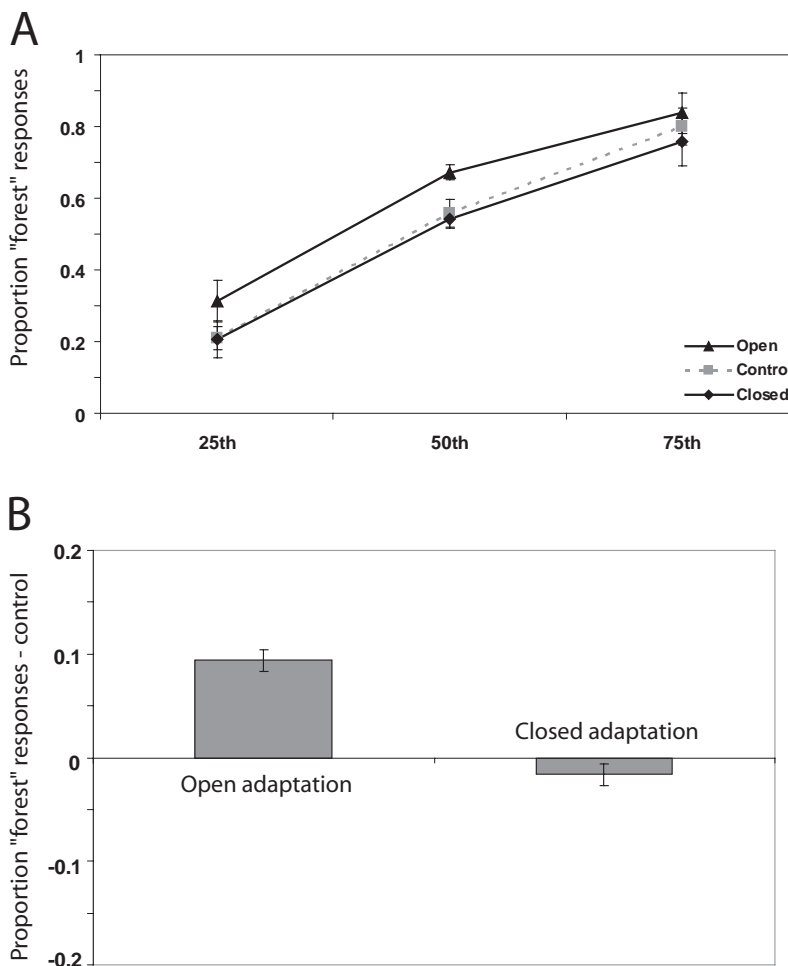 A
Proportion "forest" responses
1
0.8
0.6
0.4
0.2
0
Open
Contro
Closed
25th
50th
75th
B
Proportion "forest" responses - control
0.2
0.1
0
-0.1
-0.2
Open adaptation
Closed adaptation